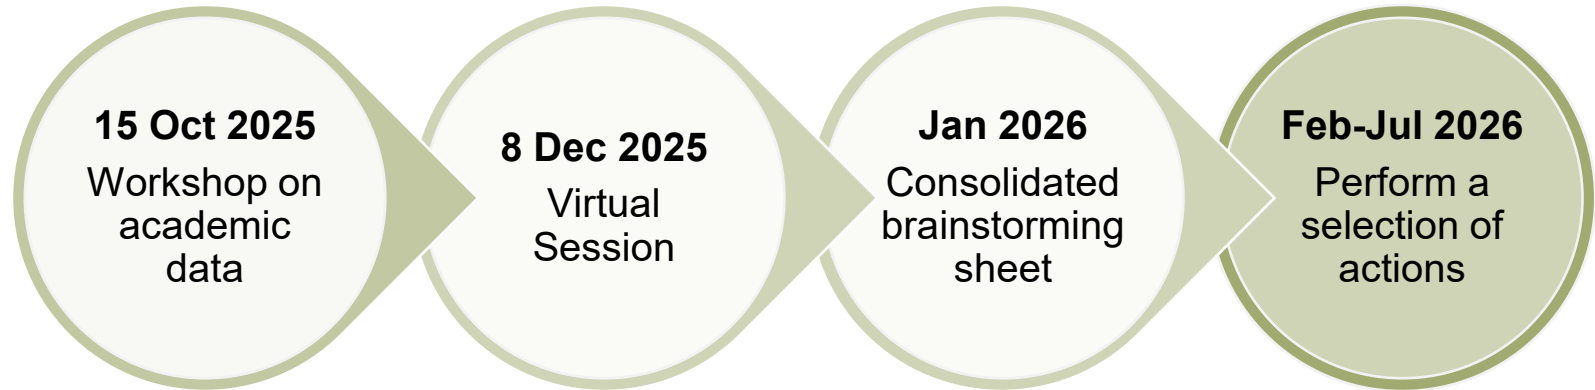 15 Oct 2025
Workshop on
academic
data
8 Dec 2025
Virtual
Session
Jan 2026
Consolidated
brainstorming
sheet
Feb-Jul 2026
Perform a
selection of
actions